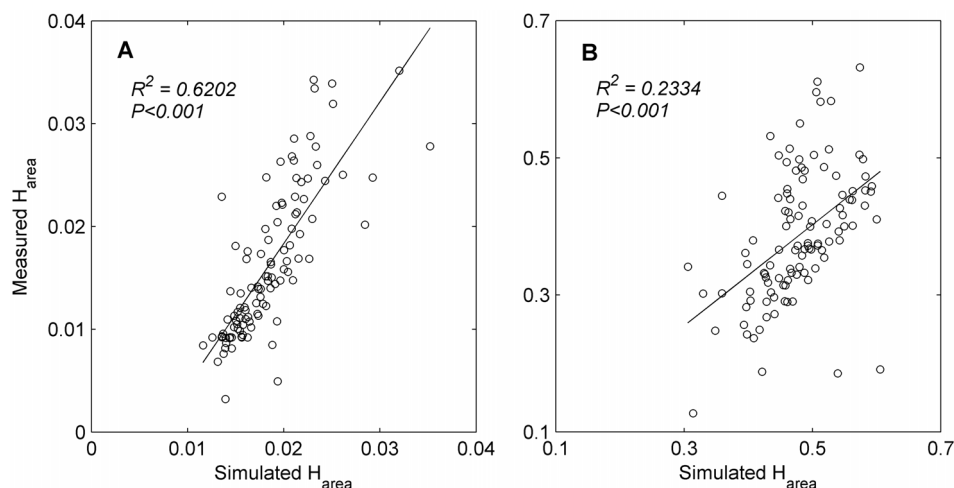 A
R² = 0.6202
P<0.001
Measured H_area
0.04
0.03
0.02
0.01
0
0
0.01
0.02
0.03
0.04
Simulated H_area
B
R² = 0.2334
P<0.001
0.7
0.5
0.3
0.1
0.1
0.3
0.5
0.7
Simulated H_area